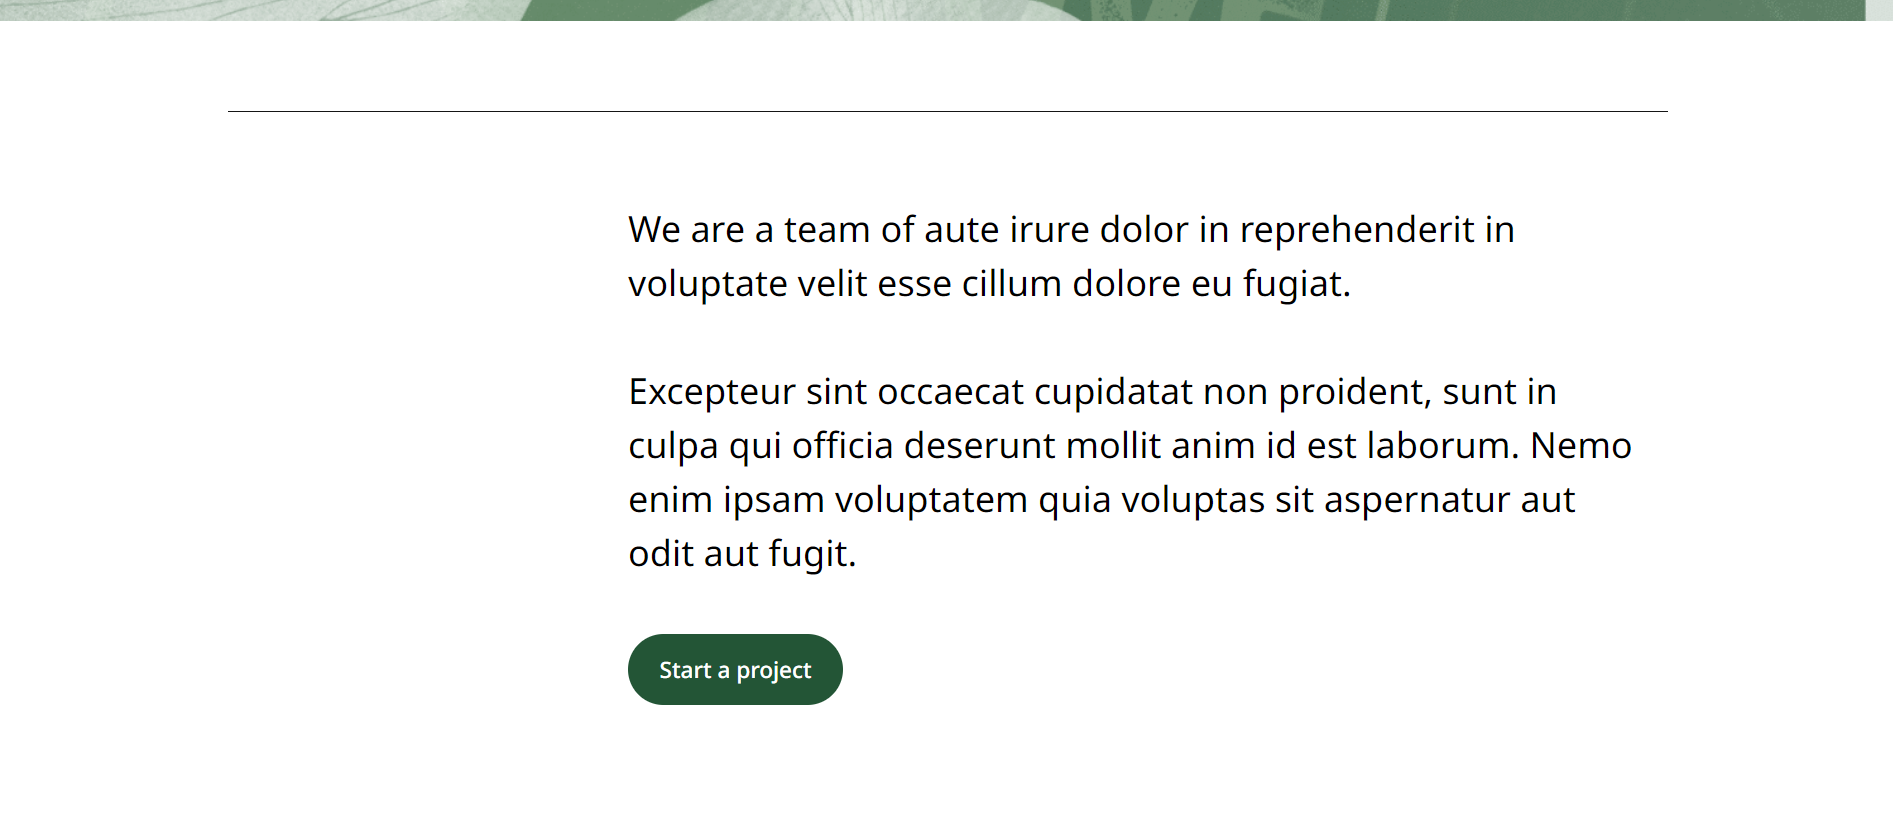 We are a team of aute irure dolor in reprehenderit in
voluptate velit esse cillum dolore eu fugiat.
Excepteur sint occaecat cupidatat non proident, sunt in
culpa qui officia deserunt mollit anim id est laborum. Nemo
enim ipsam voluptatem quia voluptas sit aspernatur aut
odit aut fugit.
Start a project